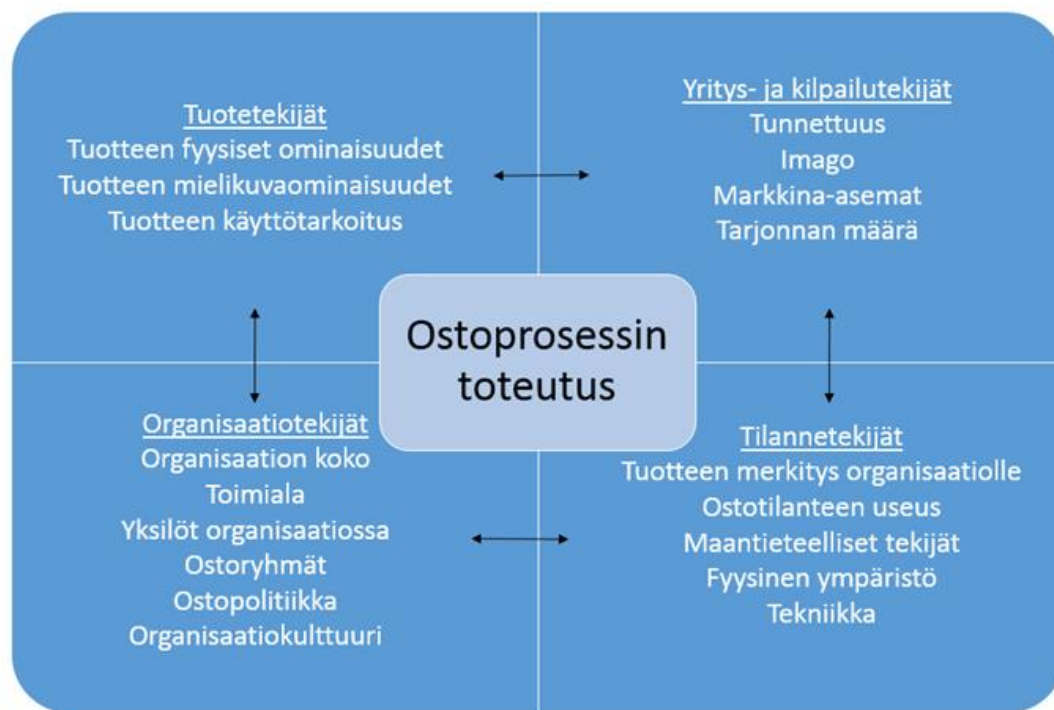 Tuotetekijät
Tuotteen fyysiset ominaisuudet
Tuotteen mielikuvaominaisuudet
Tuotteen käyttötarkoitus
Yritys- ja kilpailutekijät
Tunnettuus
Imago
Markkina-asemat
Tarjonnan määrä
Ostoprosessin
toteutus
Organisaatiotekijät
Organisaation koko
Toimiala
Yksilöt organisaatiossa
Ostoryhmät
Ostopolitiikka
Organisaatiokulttuuri
Tilannetekijät
Tuotteen merkitys organisaatiolle
Ostotilanteen useus
Maantieteelliset tekijät
Fyysinen ympäristö
Tekniikka